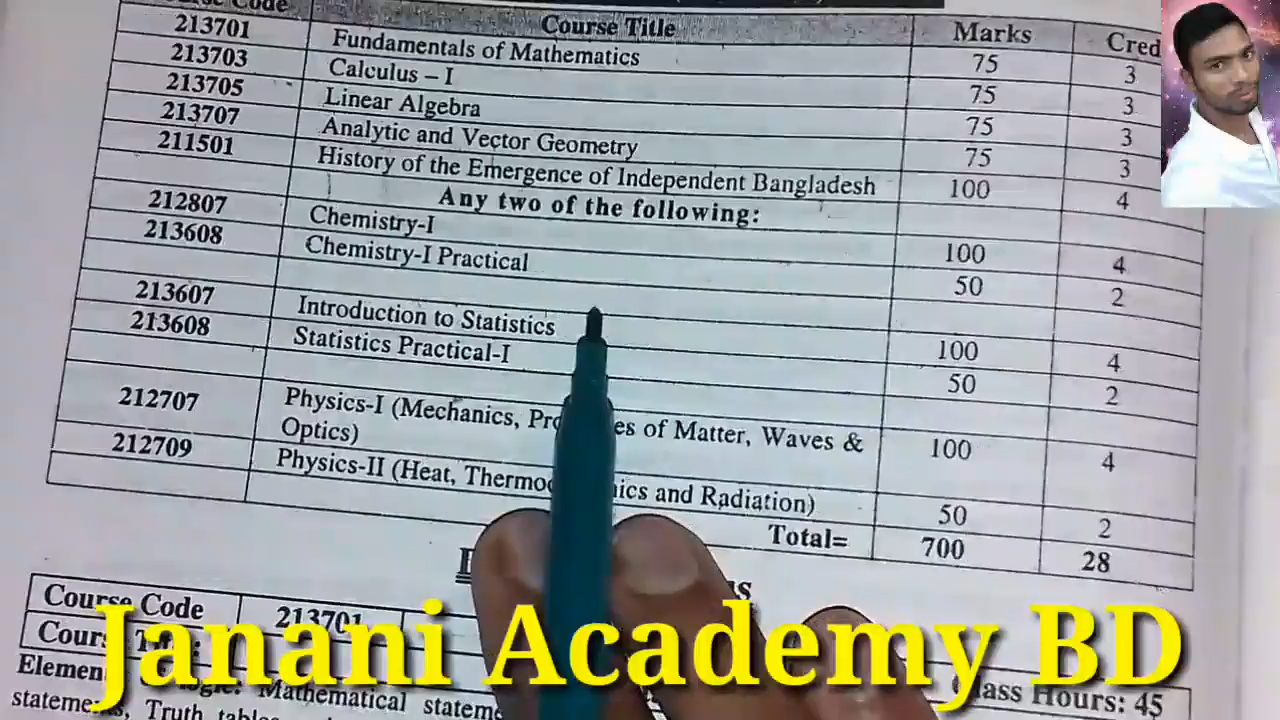 Course Code Course Title Marks Cred
213701 Fundamentals of Mathematics 75 3
213703 Calculus – I 75 3
213705 Linear Algebra 75 3
213707 Analytic and Vector Geometry 75 3
211501 History of the Emergence of Independent Bangladesh 100 4
Any two of the following:
212807 Chemistry-I 100 4
213608 Chemistry-I Practical 50 2
213607 Introduction to Statistics 100 4
213608 Statistics Practical-I 50 2
212707 Physics-I (Mechanics, Pro es of Matter, Waves &
Optics) 100 4
212709 Physics-II (Heat, Thermo ics and Radiation) 50 2
Total= 700 28
Course Code 213701
Janani Academy BD
Class Hours: 45
Mathematical
Truth